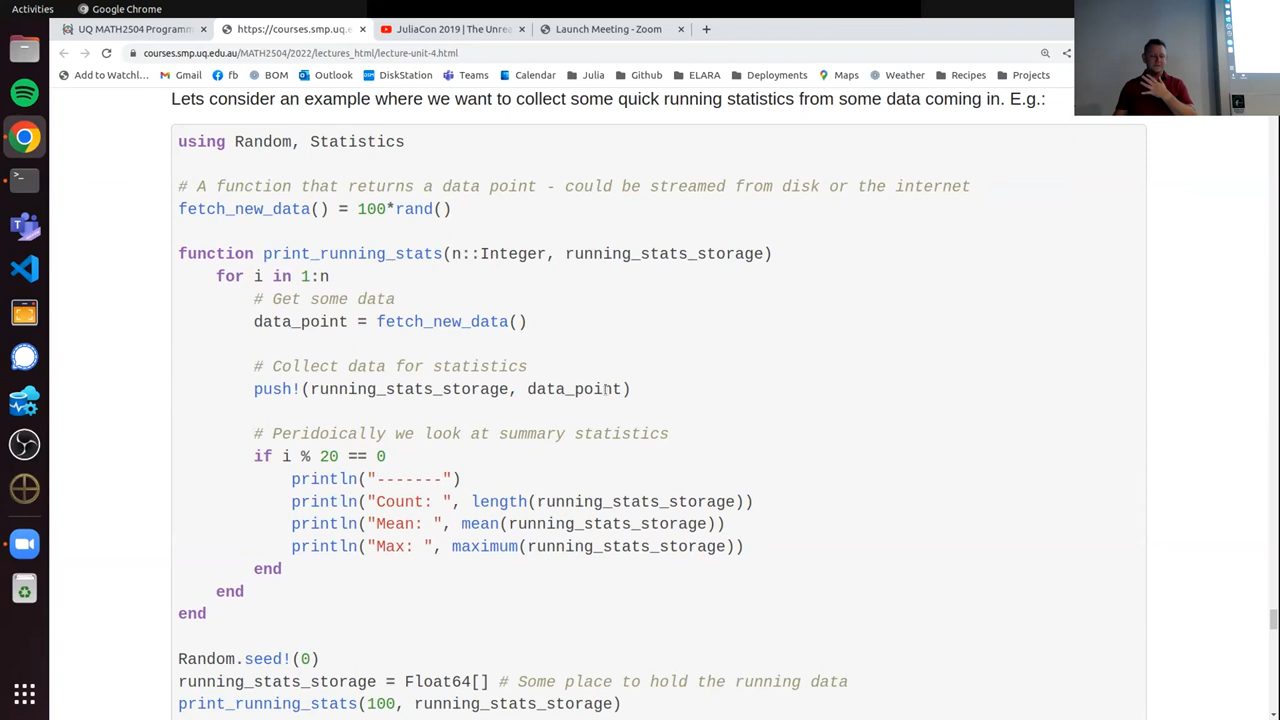 Activities
Google Chrome
UQ MATH2504 Programm
https://courses.smp.uq.e
JuliaCon 2019 | The Unrea
Launch Meeting - Zoom
courses.smp.uq.edu.au/MATH2504/2022/lectures_html/lecture-unit-4.html
Add to Watchl...
Gmail
fb
BOM
Outlook
DiskStation
Teams
Calendar
Julia
Github
ELARA
Deployments
Maps
Weather
Recipes
Projects
Lets consider an example where we want to collect some quick running statistics from some data coming in. E.g.:
using Random, Statistics
# A function that returns a data point - could be streamed from disk or the internet
fetch_new_data() = 100*rand()
function print_running_stats(n::Integer, running_stats_storage)
for i in 1:n
# Get some data
data_point = fetch_new_data()
# Collect data for statistics
push!(running_stats_storage, data_point)
# Peridoically we look at summary statistics
if i % 20 == 0
println("-------")
println("Count: ", length(running_stats_storage))
println("Mean: ", mean(running_stats_storage))
println("Max: ", maximum(running_stats_storage))
end
end
end
Random.seed!(0)
running_stats_storage = Float64[] # Some place to hold the running data
print_running_stats(100, running_stats_storage)